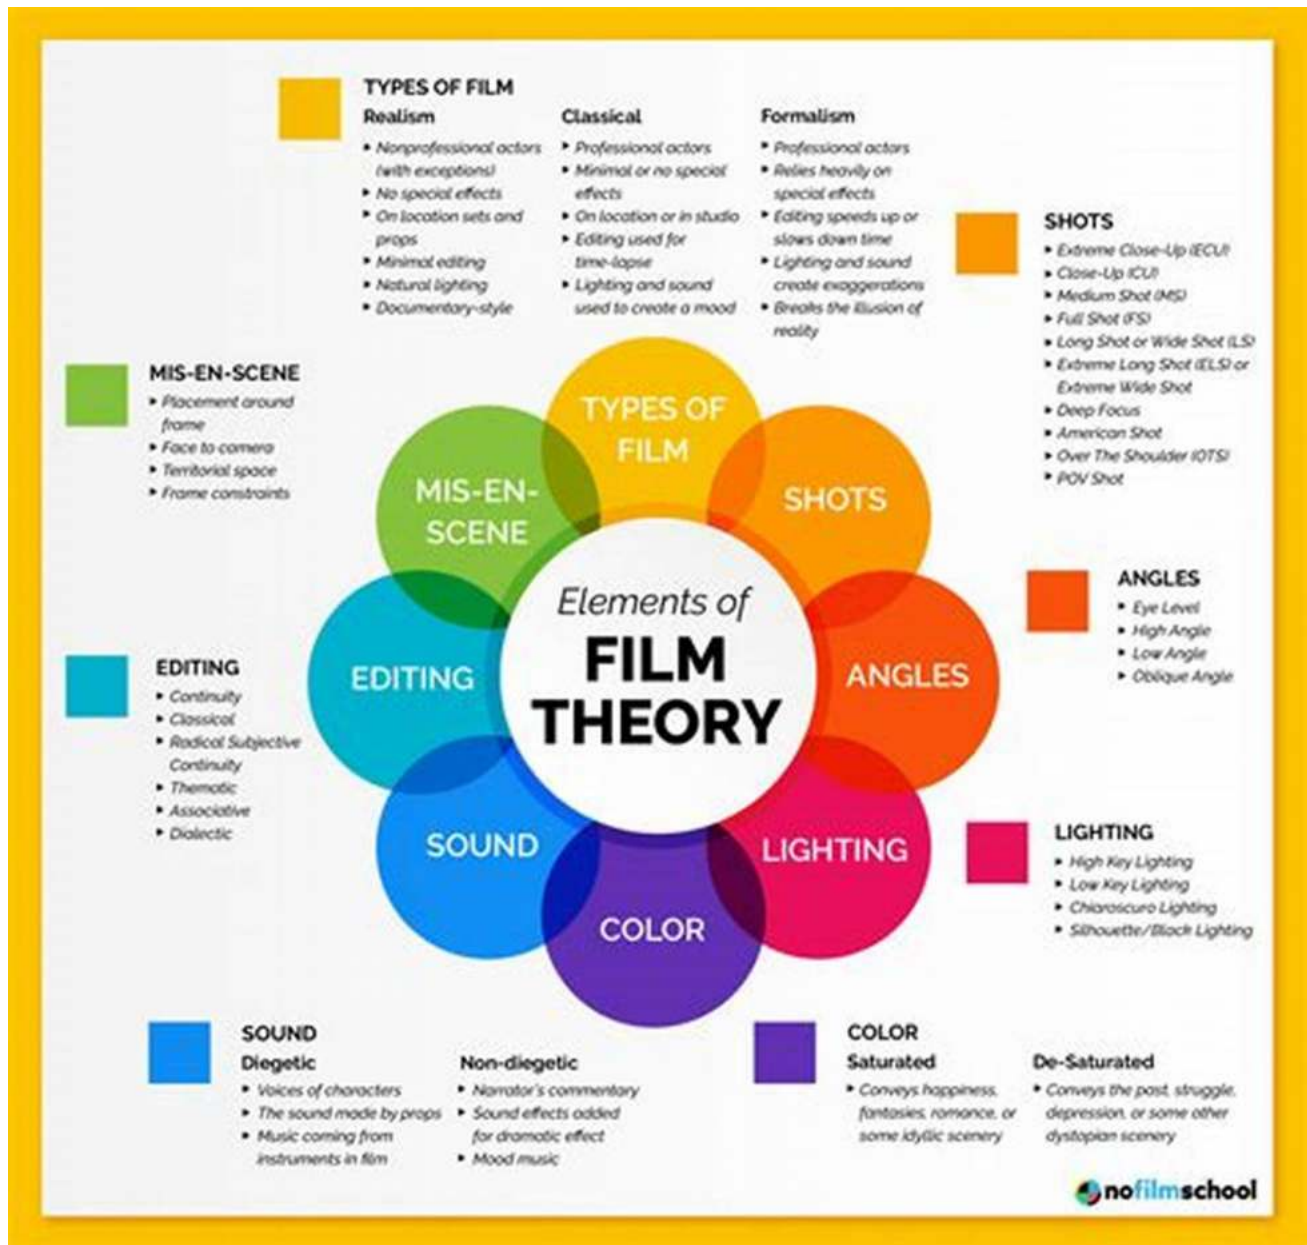 TYPES OF FILM
Realism
Nonprofessional actors
(with exceptions)
No special effects
On location sets and
props
Minimal editing
Natural lighting
Documentary-style
Classical
Professional actors
Minimal or no special
effects
On location or in studio
Editing used for
time-lapse
Lighting and sound
used to create a mood
Formalism
Professional actors
Relies heavily on
special effects
Editing speeds up or
slows down time
Lighting and sound
create exaggerations
Breaks the illusion of
reality
SHOTS
Extreme Close-Up (ECU)
Close-Up (CU)
Medium Shot (MS)
Full Shot (FS)
Long Shot or Wide Shot (LS)
Extreme Long Shot (ELS) or
Extreme Wide Shot
Deep Focus
American Shot
Over The Shoulder (OTS)
POV Shot
MIS-EN-SCENE
Placement around
frame
Face to camera
Territorial space
Frame constraints
TYPES OF
FILM
MIS-EN-
SCENE
SHOTS
Elements of
FILM
THEORY
EDITING
ANGLES
SOUND
LIGHTING
COLOR
ANGLES
Eye Level
High Angle
Low Angle
Oblique Angle
EDITING
Continuity
Classical
Radical Subjective
Continuity
Thematic
Associative
Dialectic
LIGHTING
High Key Lighting
Low Key Lighting
Chiaroscuro Lighting
Silhouette/Black Lighting
SOUND
Diegetic
Voices of characters
The sound made by props
Music coming from
instruments in film
Non-diegetic
Narrator's commentary
Sound effects added
for dramatic effect
Mood music
COLOR
Saturated
Conveys happiness,
fantasies, romance, or
some idyllic scenery
De-Saturated
Conveys the past, struggle,
depression, or some other
dystopian scenery
nofilmschool